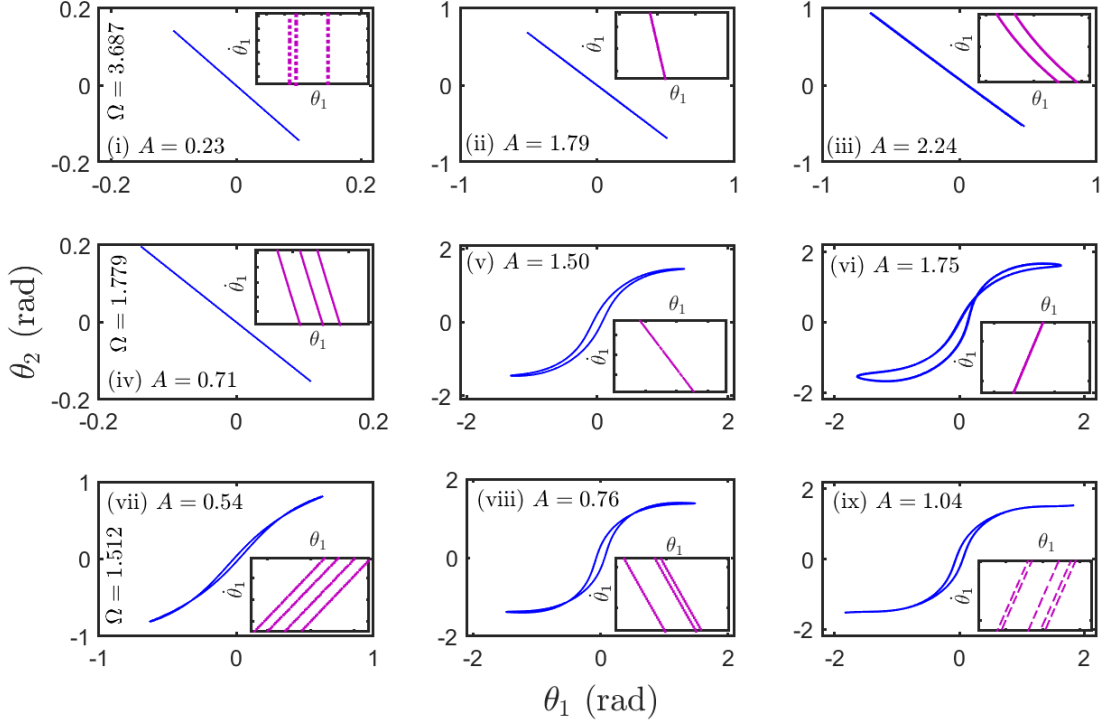 θ₂ (rad)
Ω = 3.687
0.2
0
-0.2
-0.2
0
0.2
(i) A = 0.23
θ̇₁
θ₁
1
0
-1
-1
0
1
(ii) A = 1.79
θ̇₁
θ₁
1
0
-1
-1
0
1
(iii) A = 2.24
θ̇₁
θ₁
Ω = 1.779
0.2
0
-0.2
-0.2
0
0.2
(iv) A = 0.71
θ̇₁
θ₁
2
0
-2
-2
0
2
(v) A = 1.50
θ₁
θ̇₁
2
0
-2
-2
0
2
(vi) A = 1.75
θ₁
θ̇₁
Ω = 1.512
1
0
-1
-1
0
1
(vii) A = 0.54
θ₁
θ̇₁
2
0
-2
-2
0
2
(viii) A = 0.76
θ₁
θ̇₁
2
0
-2
-2
0
2
(ix) A = 1.04
θ₁
θ̇₁
θ₁ (rad)